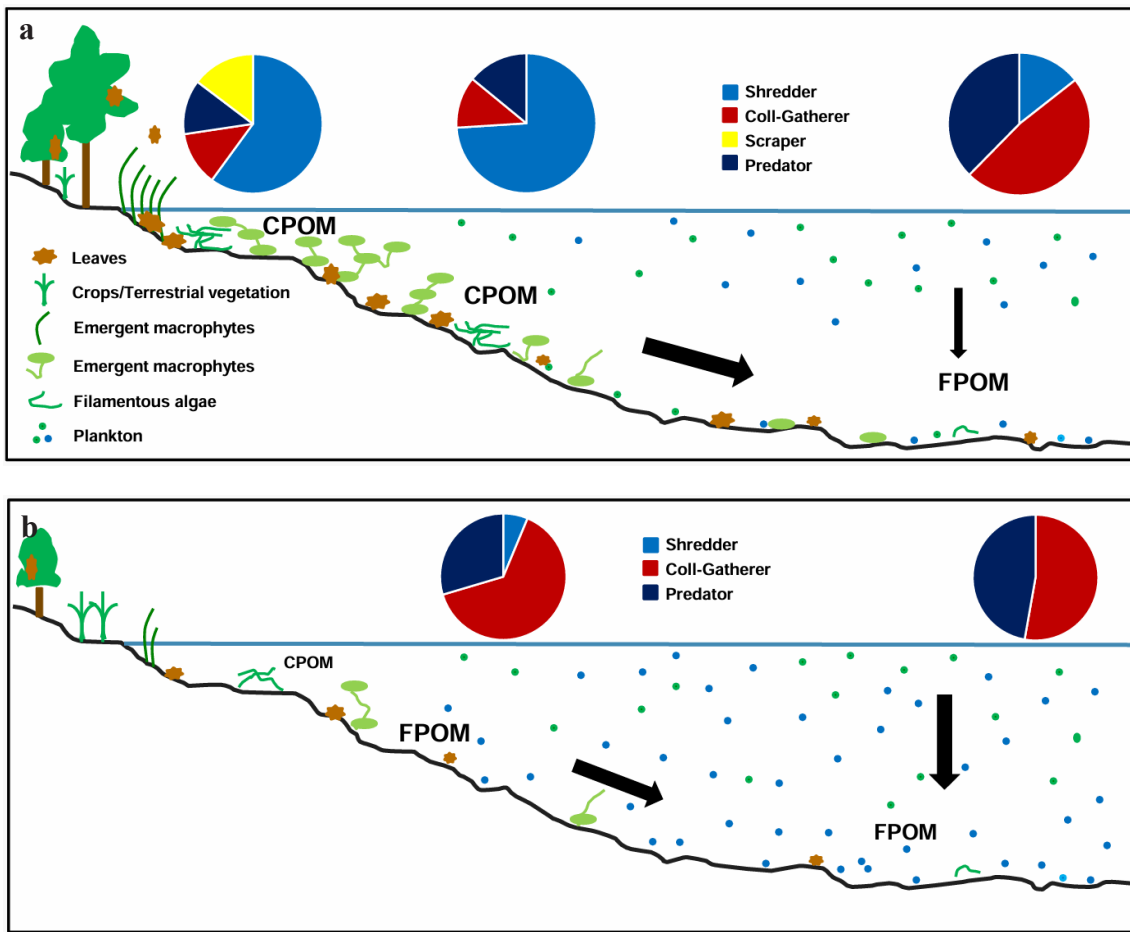 a
Shredder
Coll-Gatherer
Scraper
Predator
CPOM
Leaves
Crops/Terrestrial vegetation
CPOM
Emergent macrophytes
Emergent macrophytes
FPOM
Filamentous algae
Plankton
b
Shredder
Coll-Gatherer
Predator
CPOM
FPOM
FPOM